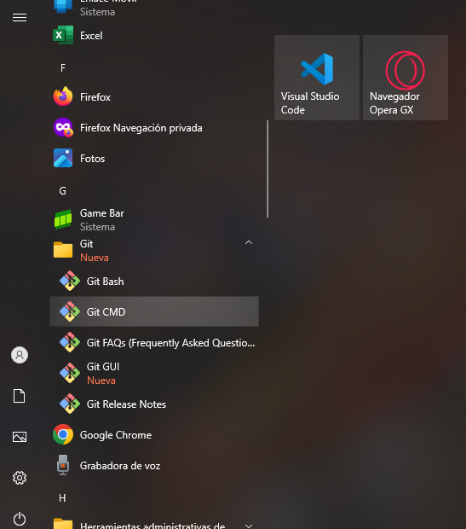 Enlace Móvil
Sistema
Excel
F
Firefox
Firefox Navegación privada
Fotos
G
Game Bar
Sistema
Git
Nueva
Git Bash
Git CMD
Git FAQs (Frequently Asked Questio...
Git GUI
Nueva
Git Release Notes
Google Chrome
Grabadora de voz
H
Herramientas administrativas de
Visual Studio
Code
Navegador
Opera GX